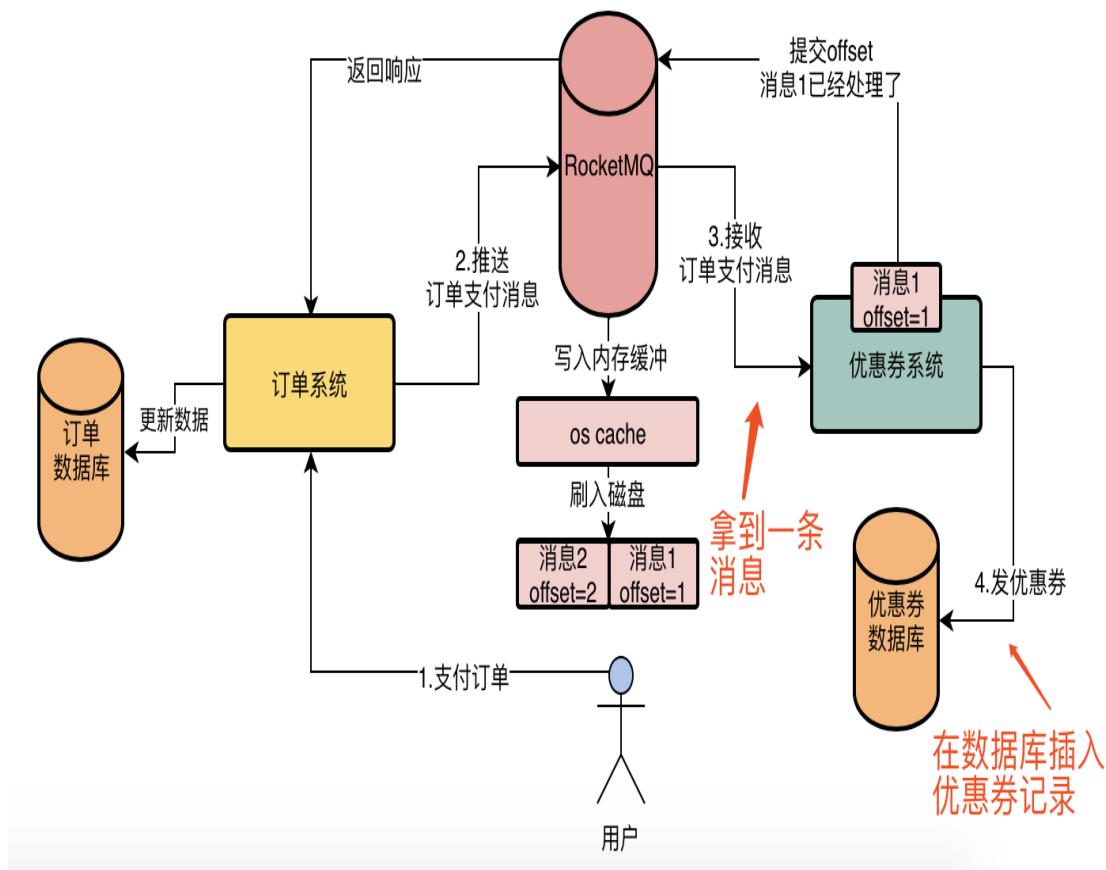 返回响应
提交offset
消息1已经处理了
RocketMQ
2.推送
订单支付消息
3.接收
订单支付消息
消息1
offset=1
优惠券系统
订单系统
更新数据
订单
数据库
写入内存缓冲
os cache
刷入磁盘
消息2
offset=2
消息1
offset=1
拿到一条
消息
4.发优惠券
优惠券
数据库
在数据库插入
优惠券记录
1.支付订单
用户